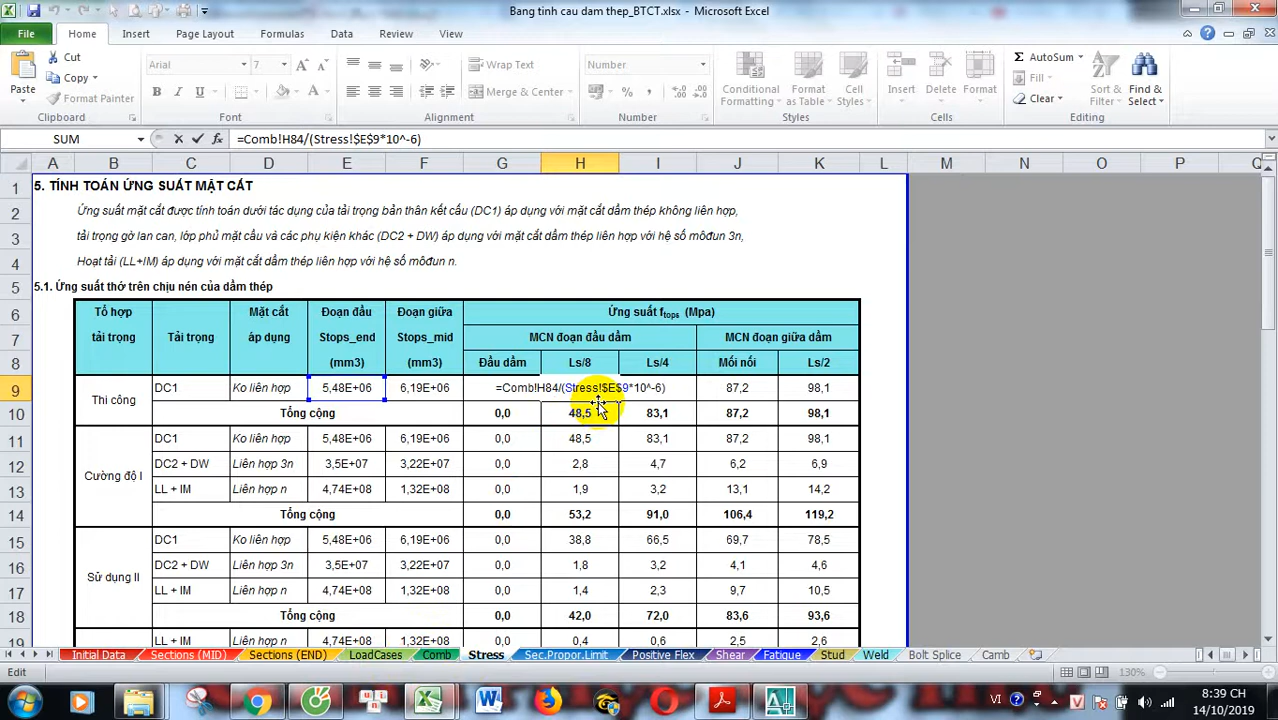 Bang tinh cau dam thep_BTCT.xlsx - Microsoft Excel
File Home Insert Page Layout Formulas Data Review View
Cut
Copy
Format Painter
Paste
Clipboard
Arial 7
B I U
Font
Wrap Text
Merge & Center
Alignment
Number
Number
Conditional Formatting
Format as Table
Cell Styles
Styles
Insert Delete Format
Cells
AutoSum
Fill
Clear
Sort & Filter
Find & Select
Editing
SUM =Comb!H84/(Stress!$E$9*10^-6)
A B C D E F G H I J K L M N O P Q
1 5. TÍNH TOÁN ỨNG SUẤT MẶT CẮT
2 Ứng suất mặt cắt được tính toán dưới tác dụng của tải trọng bản thân kết cấu (DC1) áp dụng với mặt cắt dầm thép không liên hợp,
3 tải trọng gờ lan can, lớp phủ mặt cầu và các phụ kiện khác (DC2 + DW) áp dụng với mặt cắt dầm thép liên hợp với hệ số môđun 3n,
4 Hoạt tải (LL+IM) áp dụng với mặt cắt dầm thép liên hợp với hệ số môđun n.
5 5.1. Ứng suất thớ trên chịu nén của dầm thép
6 Tổ hợp Mặt cắt Đoạn đầu Đoạn giữa Ứng suất ftops (Mpa)
7 tải trọng Tải trọng áp dụng Stops_end Stops_mid MCN đoạn đầu dầm MCN đoạn giữa dầm
8 (mm3) (mm3) Đầu dầm Ls/8 Ls/4 Mối nối Ls/2
9 Thi công DC1 Ko liên hợp 5,48E+06 6,19E+06 =Comb!H84/(Stress!$E$9*10^-6) 87,2 98,1
10 Tổng cộng 0,0 48,5 83,1 87,2 98,1
11 DC1 Ko liên hợp 5,48E+06 6,19E+06 0,0 48,5 83,1 87,2 98,1
12 Cường độ I DC2 + DW Liên hợp 3n 3,5E+07 3,22E+07 0,0 2,8 4,7 6,2 6,9
13 LL + IM Liên hợp n 4,74E+08 1,32E+08 0,0 1,9 3,2 13,1 14,2
14 Tổng cộng 0,0 53,2 91,0 106,4 119,2
15 DC1 Ko liên hợp 5,48E+06 6,19E+06 0,0 38,8 66,5 69,7 78,5
16 Sử dụng II DC2 + DW Liên hợp 3n 3,5E+07 3,22E+07 0,0 1,8 3,2 4,1 4,6
17 LL + IM Liên hợp n 4,74E+08 1,32E+08 0,0 1,4 2,3 9,7 10,5
18 Tổng cộng 0,0 42,0 72,0 83,6 93,6
19 LL + IM Liên hợp n 4,74E+08 1,32E+08 0,0 0,4 0,6 2,5 2,6
Initial Data Sections (MID) Sections (END) LoadCases Comb Stress Sec.Propor.Limit Positive Flex Shear Fatigue Stud Weld Bolt Splice Camb
Edit 130%
VI 8:39 CH
14/10/2019